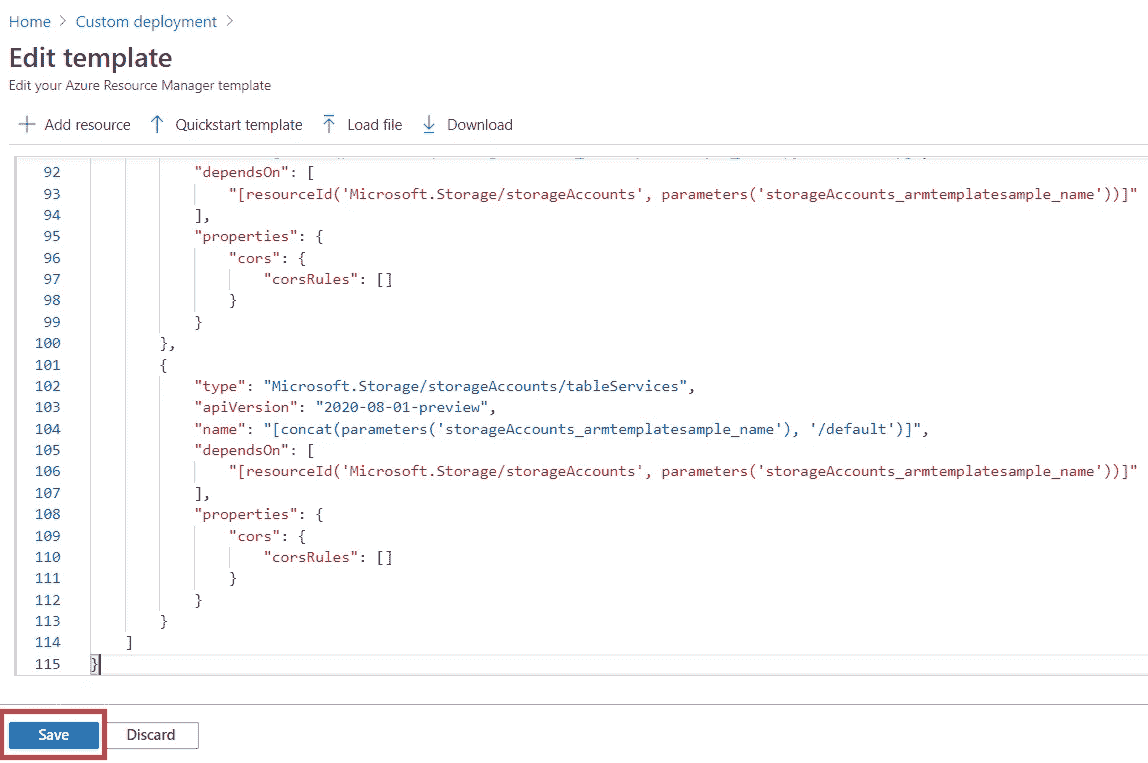 Home > Custom deployment >
Edit template
Edit your Azure Resource Manager template
Add resource Quickstart template Load file Download
92 "dependsOn": [
93 "[resourceId('Microsoft.Storage/storageAccounts', parameters('storageAccounts_armtemplatesample_name'))]"
94 ],
95 "properties": {
96 "cors": {
97 "corsRules": []
98 }
99 }
100 },
101 {
102 "type": "Microsoft.Storage/storageAccounts/tableServices",
103 "apiVersion": "2020-08-01-preview",
104 "name": "[concat(parameters('storageAccounts_armtemplatesample_name'), '/default')]",
105 "dependsOn": [
106 "[resourceId('Microsoft.Storage/storageAccounts', parameters('storageAccounts_armtemplatesample_name'))]"
107 ],
108 "properties": {
109 "cors": {
110 "corsRules": []
111 }
112 }
113 }
114 ]
115 }
Save Discard